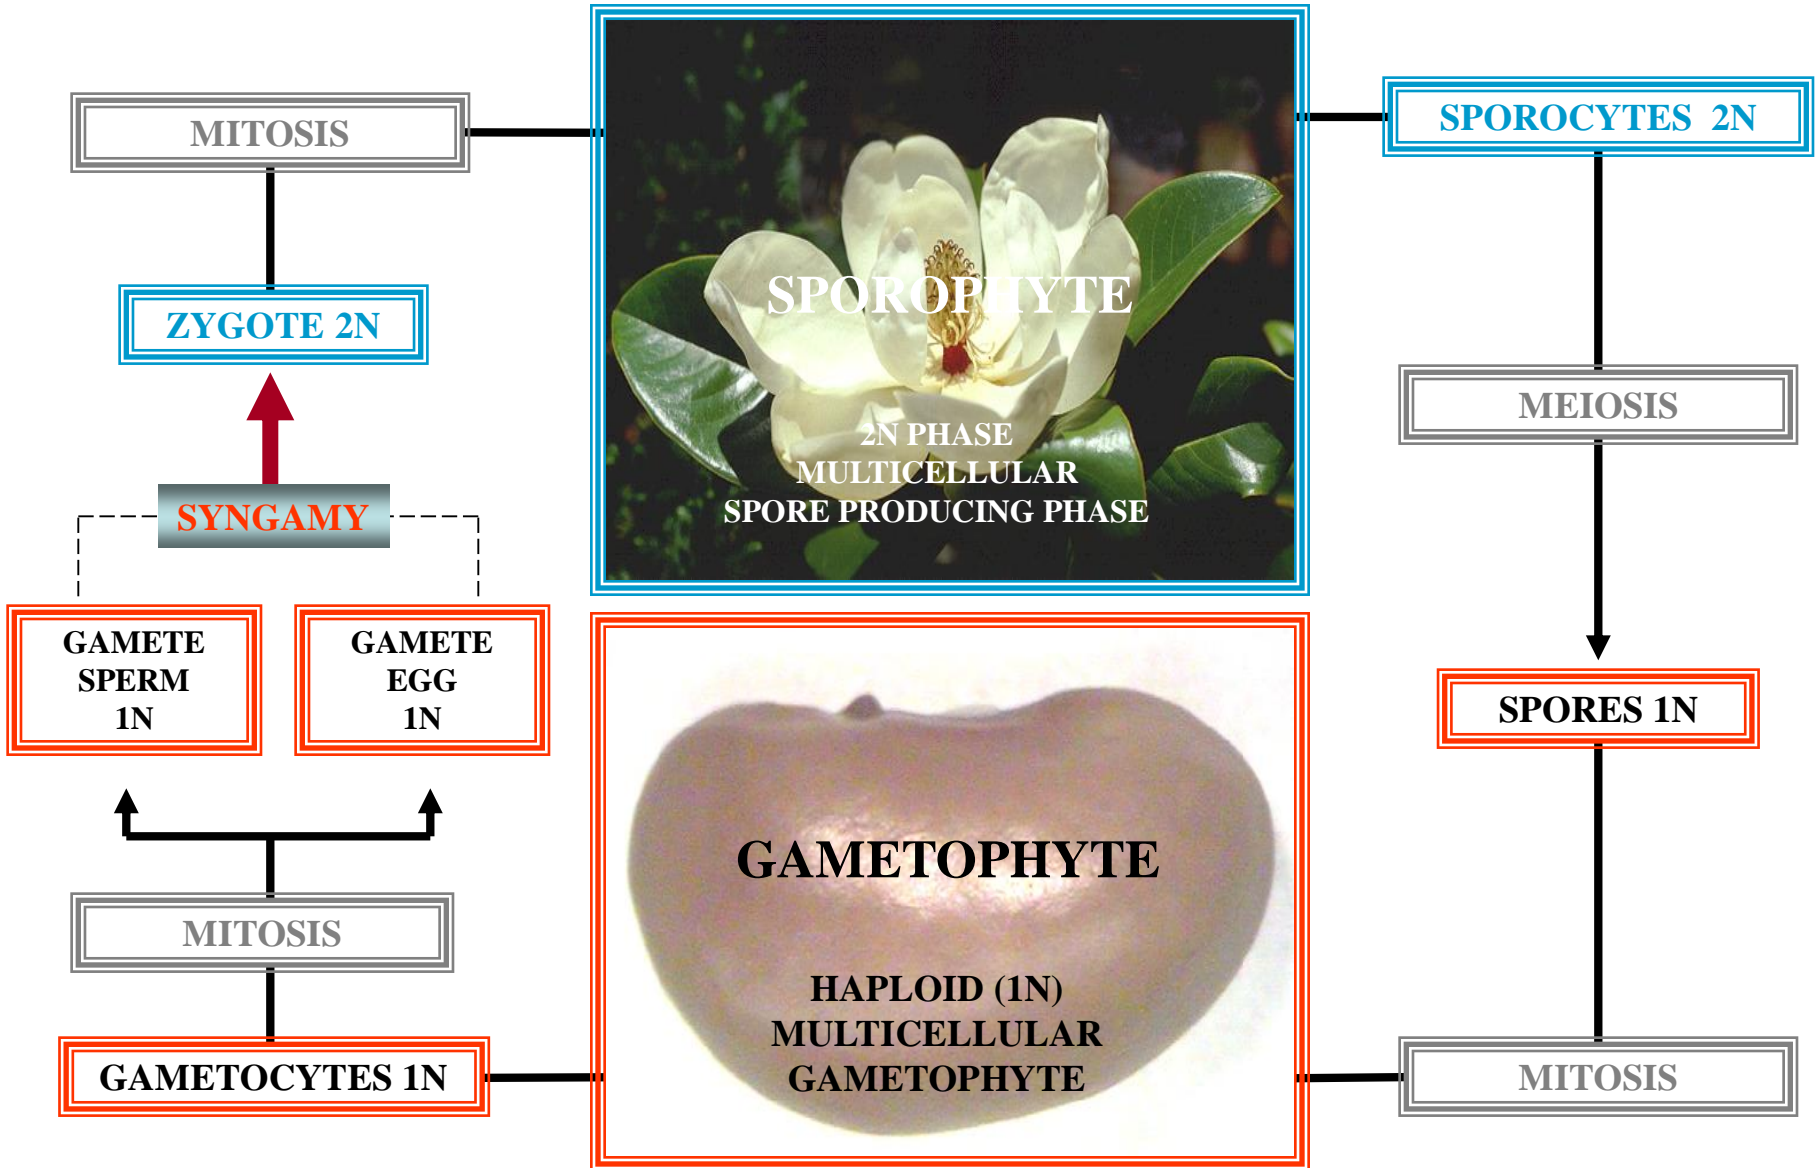 MITOSIS
ZYGOTE 2N
SYNGAMY
GAMETE
SPERM
1N
GAMETE
EGG
1N
MITOSIS
GAMETOCYTES 1N
SPOROPHYTE
2N PHASE
MULTICELLULAR
SPORE PRODUCING PHASE
GAMETOPHYTE
HAPLOID (1N)
MULTICELLULAR
GAMETOPHYTE
SPOROCYTES 2N
MEIOSIS
SPORES 1N
MITOSIS